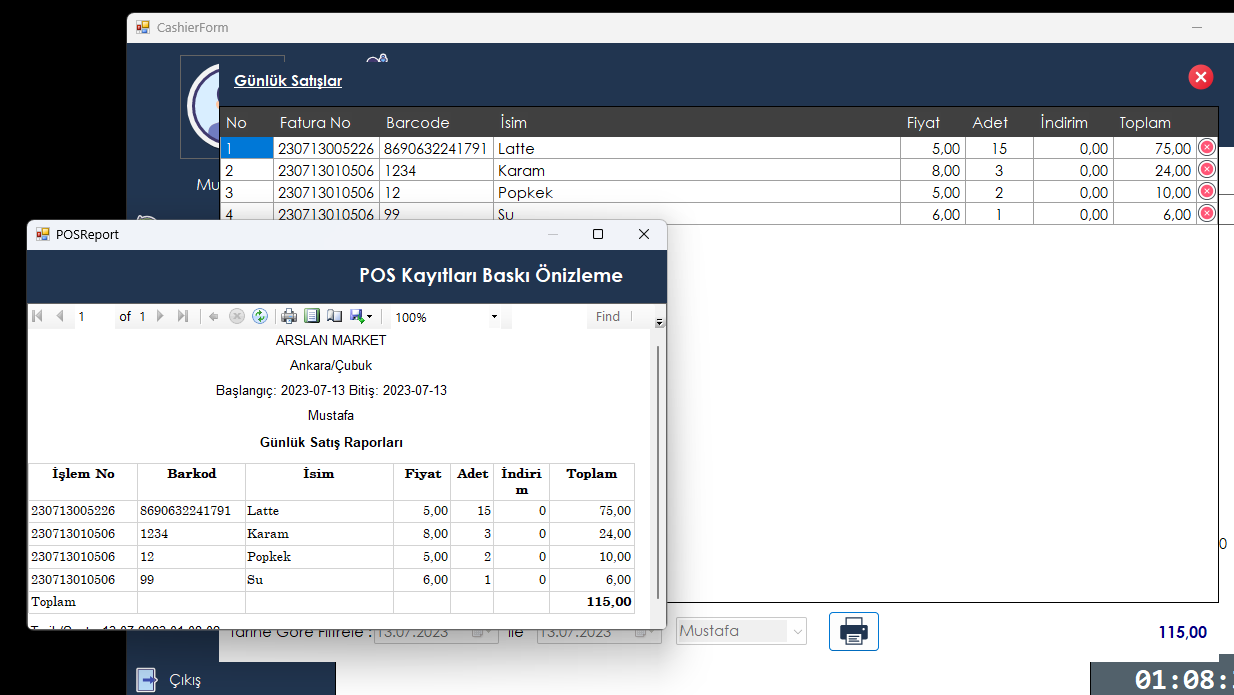 CashierForm
Günlük Satışlar
No Fatura No Barcode İsim Fiyat Adet İndirim Toplam
1 230713005226 8690632241791 Latte 5,00 15 0,00 75,00
2 230713010506 1234 Karam 8,00 3 0,00 24,00
3 230713010506 12 Popkek 5,00 2 0,00 10,00
4 230713010506 99 Su 6,00 1 0,00 6,00
Mu
POSReport
POS Kayıtları Baskı Önizleme
1 of 1 100% Find
ARSLAN MARKET
Ankara/Çubuk
Başlangıç: 2023-07-13 Bitiş: 2023-07-13
Mustafa
Günlük Satış Raporları
İşlem No Barkod İsim Fiyat Adet İndiri
m Toplam
230713005226 8690632241791 Latte 5,00 15 0 75,00
230713010506 1234 Karam 8,00 3 0 24,00
230713010506 12 Popkek 5,00 2 0 10,00
230713010506 99 Su 6,00 1 0 6,00
Toplam 115,00
0
Tarihe Göre Filtrele : 13.07.2023 ile 13.07.2023 Mustafa 115,00
Çıkış
01:08: